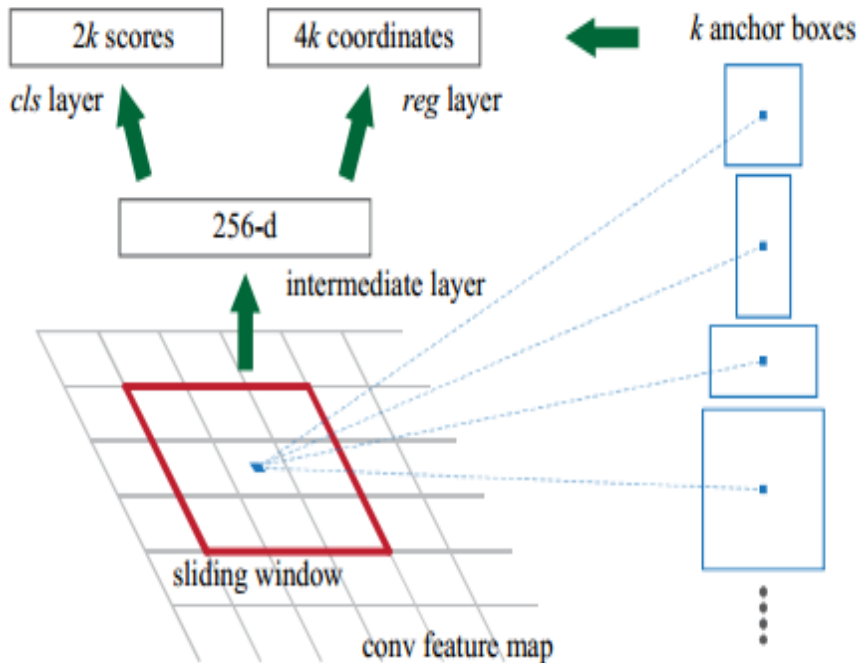 2k scores
4k coordinates
k anchor boxes
cls layer
reg layer
256-d
intermediate layer
sliding window
conv feature map